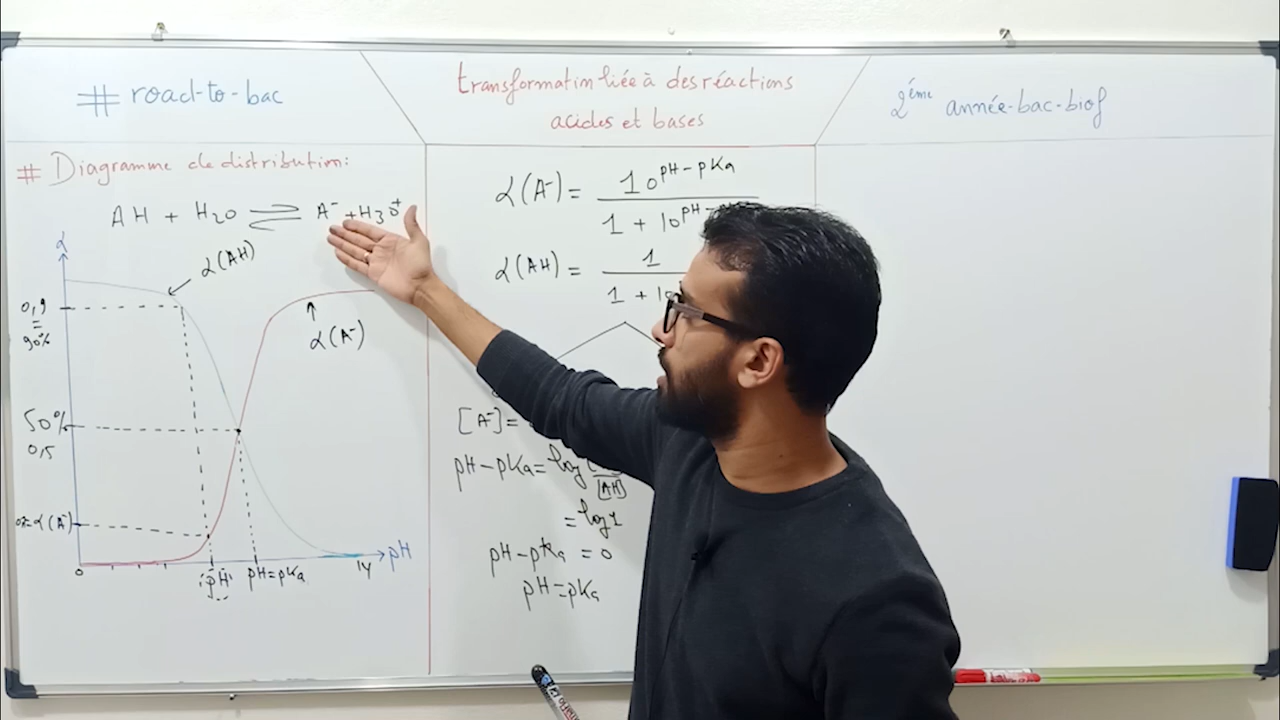 # road-to-bac
transformation liée à des réactions
acides et bases
2ème année-bac-biof
# Diagramme de distribution:
AH + H2O ⇌ A- + H3O+
α
α(AH)
0,9
=
90%
α(A-)
50%
0,5
α(A-)
0
"pH"
pH=pKa
14
pH
α(A-) = 10^pH-pKa
1 + 10^pH
α(AH) = 1
1 + 10
[A-]=
pH-pKa = log
[AH]
= log1
pH-pKa = 0
pH=pKa